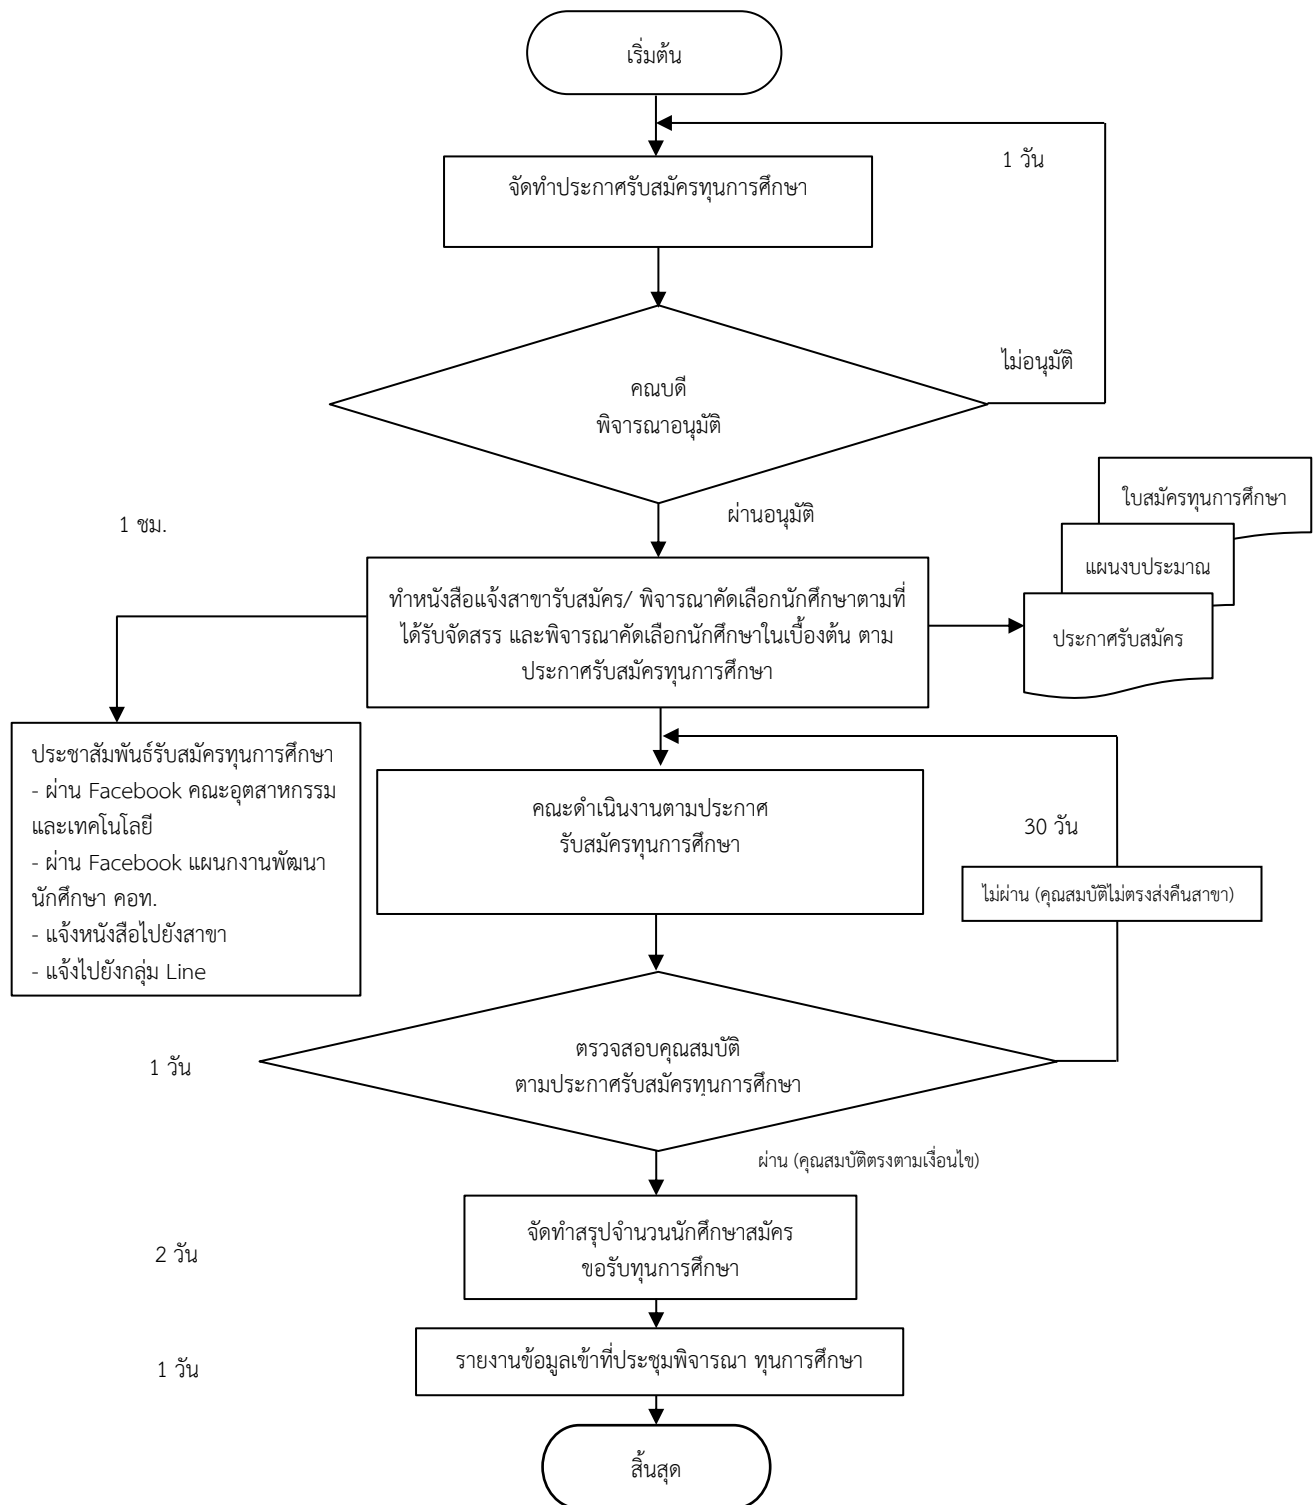 เริ่มต้น
1 วัน
จัดทำประกาศรับสมัครทุนการศึกษา
ไม่อนุมัติ
คณบดี
พิจารณาอนุมัติ
ผ่านอนุมัติ
1 ชม.
ใบสมัครทุนการศึกษา
แผนงบประมาณ
ประกาศรับสมัคร
ทำหนังสือแจ้งสาขารับสมัคร/ พิจารณาคัดเลือกนักศึกษาตามที่
ได้รับจัดสรร และพิจารณาคัดเลือกนักศึกษาในเบื้องต้น ตาม
ประกาศรับสมัครทุนการศึกษา
ประชาสัมพันธ์รับสมัครทุนการศึกษา
- ผ่าน Facebook คณะอุตสาหกรรม
และเทคโนโลยี
- ผ่าน Facebook แผนกงานพัฒนา
นักศึกษา คอท.
- แจ้งหนังสือไปยังสาขา
- แจ้งไปยังกลุ่ม Line
คณะดำเนินงานตามประกาศ
รับสมัครทุนการศึกษา
30 วัน
ไม่ผ่าน (คุณสมบัติไม่ตรงส่งคืนสาขา)
1 วัน
ตรวจสอบคุณสมบัติ
ตามประกาศรับสมัครทุนการศึกษา
ผ่าน (คุณสมบัติตรงตามเงื่อนไข)
2 วัน
จัดทำสรุปจำนวนนักศึกษาสมัคร
ขอรับทุนการศึกษา
1 วัน
รายงานข้อมูลเข้าที่ประชุมพิจารณา ทุนการศึกษา
สิ้นสุด